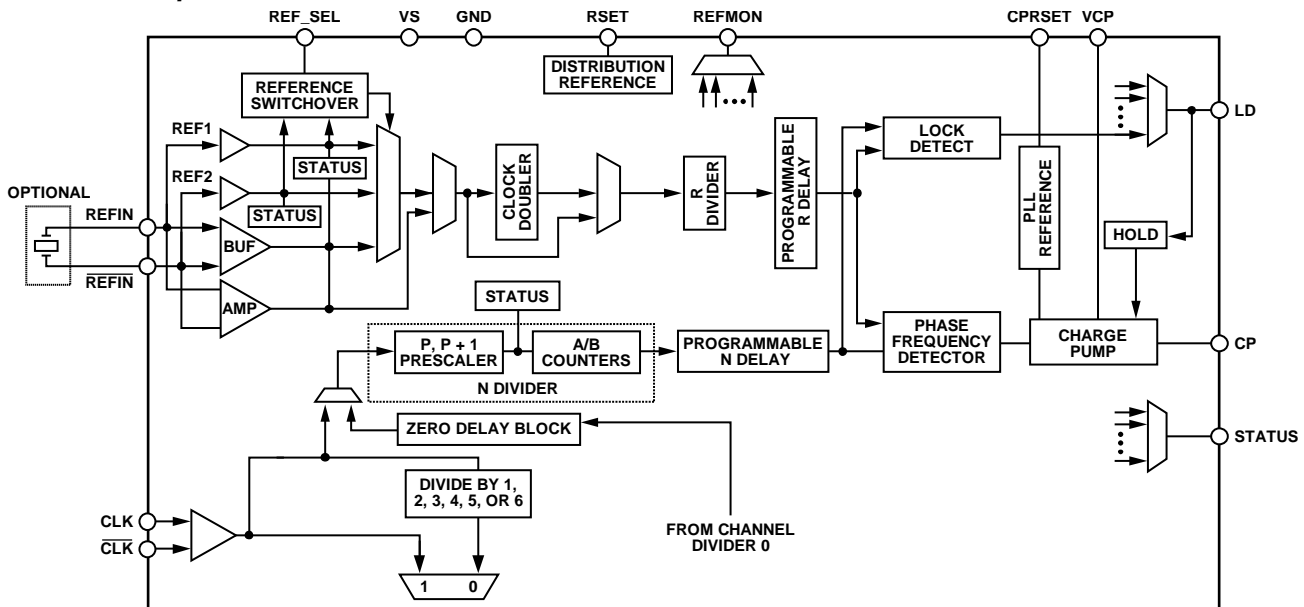 REF_SEL
VS
GND
RSET
REFMON
CPRSET
VCP
REFERENCE
SWITCHOVER
DISTRIBUTION
REFERENCE
REF1
STATUS
REF2
STATUS
OPTIONAL
REFIN
REFIN
BUF
AMP
CLOCK
DOUBLER
R
DIVIDER
PROGRAMMABLE
R DELAY
LOCK
DETECT
PLL
REFERENCE
HOLD
LD
STATUS
P, P + 1
PRESCALER
A/B
COUNTERS
N DIVIDER
PROGRAMMABLE
N DELAY
PHASE
FREQUENCY
DETECTOR
CHARGE
PUMP
CP
ZERO DELAY BLOCK
STATUS
DIVIDE BY 1,
2, 3, 4, 5, OR 6
CLK
CLK
FROM CHANNEL
DIVIDER 0
1 0